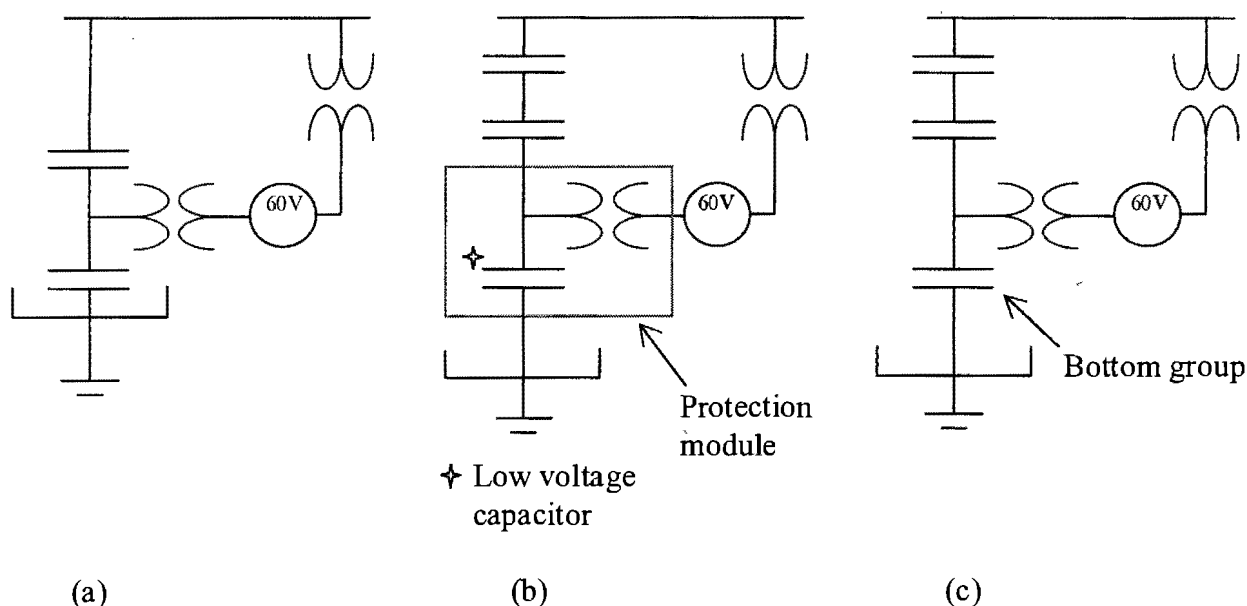 60V
60V
60V
Bottom group
Protection
module
Low voltage
capacitor
(a)
(b)
(c)